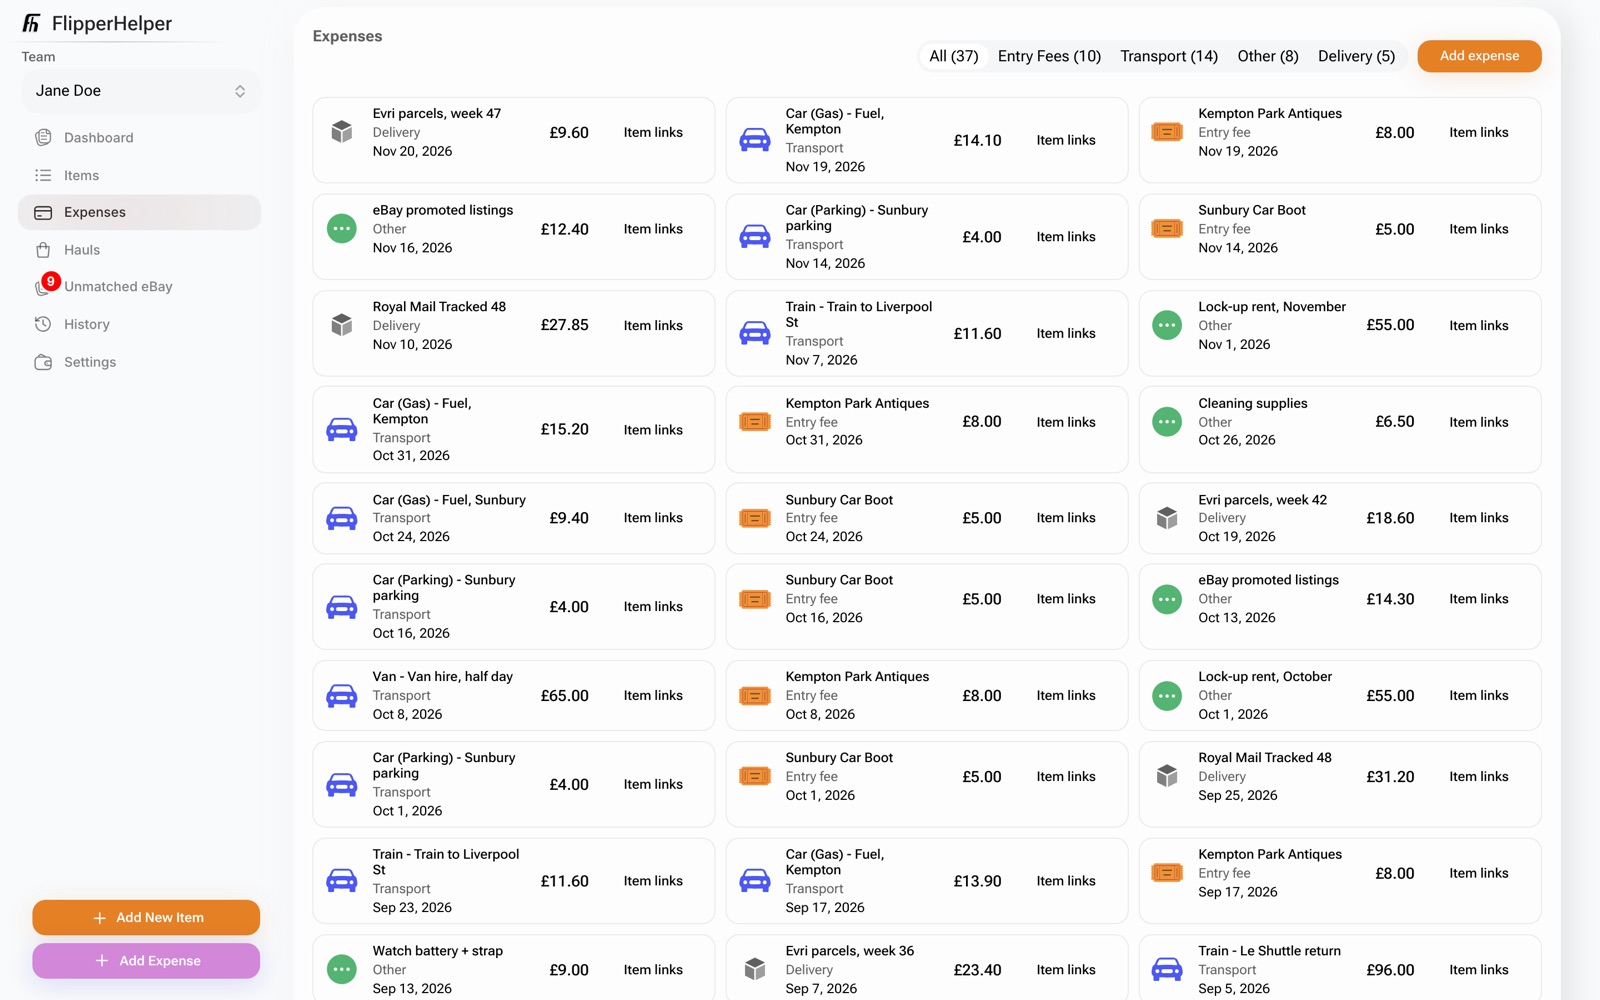 FlipperHelper
Team
Jane Doe
Dashboard
Items
Expenses
Hauls
9
Unmatched eBay
History
Settings
Add New Item
Add Expense
Expenses
All (37)
Entry Fees (10)
Transport (14)
Other (8)
Delivery (5)
Add expense
Evri parcels, week 47
Delivery
Nov 20, 2026
£9.60
Item links
Car (Gas) - Fuel,
Kempton
Transport
Nov 19, 2026
£14.10
Item links
Kempton Park Antiques
Entry fee
Nov 19, 2026
£8.00
Item links
eBay promoted listings
Other
Nov 16, 2026
£12.40
Item links
Car (Parking) - Sunbury
parking
Transport
Nov 14, 2026
£4.00
Item links
Sunbury Car Boot
Entry fee
Nov 14, 2026
£5.00
Item links
Royal Mail Tracked 48
Delivery
Nov 10, 2026
£27.85
Item links
Train - Train to Liverpool
St
Transport
Nov 7, 2026
£11.60
Item links
Lock-up rent, November
Other
Nov 1, 2026
£55.00
Item links
Car (Gas) - Fuel,
Kempton
Transport
Oct 31, 2026
£15.20
Item links
Kempton Park Antiques
Entry fee
Oct 31, 2026
£8.00
Item links
Cleaning supplies
Other
Oct 26, 2026
£6.50
Item links
Car (Gas) - Fuel, Sunbury
Transport
Oct 24, 2026
£9.40
Item links
Sunbury Car Boot
Entry fee
Oct 24, 2026
£5.00
Item links
Evri parcels, week 42
Delivery
Oct 19, 2026
£18.60
Item links
Car (Parking) - Sunbury
parking
Transport
Oct 16, 2026
£4.00
Item links
Sunbury Car Boot
Entry fee
Oct 16, 2026
£5.00
Item links
eBay promoted listings
Other
Oct 13, 2026
£14.30
Item links
Van - Van hire, half day
Transport
Oct 8, 2026
£65.00
Item links
Kempton Park Antiques
Entry fee
Oct 8, 2026
£8.00
Item links
Lock-up rent, October
Other
Oct 1, 2026
£55.00
Item links
Car (Parking) - Sunbury
parking
Transport
Oct 1, 2026
£4.00
Item links
Sunbury Car Boot
Entry fee
Oct 1, 2026
£5.00
Item links
Royal Mail Tracked 48
Delivery
Sep 25, 2026
£31.20
Item links
Train - Train to Liverpool
St
Transport
Sep 23, 2026
£11.60
Item links
Car (Gas) - Fuel,
Kempton
Transport
Sep 17, 2026
£13.90
Item links
Kempton Park Antiques
Entry fee
Sep 17, 2026
£8.00
Item links
Watch battery + strap
Other
Sep 13, 2026
£9.00
Item links
Evri parcels, week 36
Delivery
Sep 7, 2026
£23.40
Item links
Train - Le Shuttle return
Transport
Sep 5, 2026
£96.00
Item links